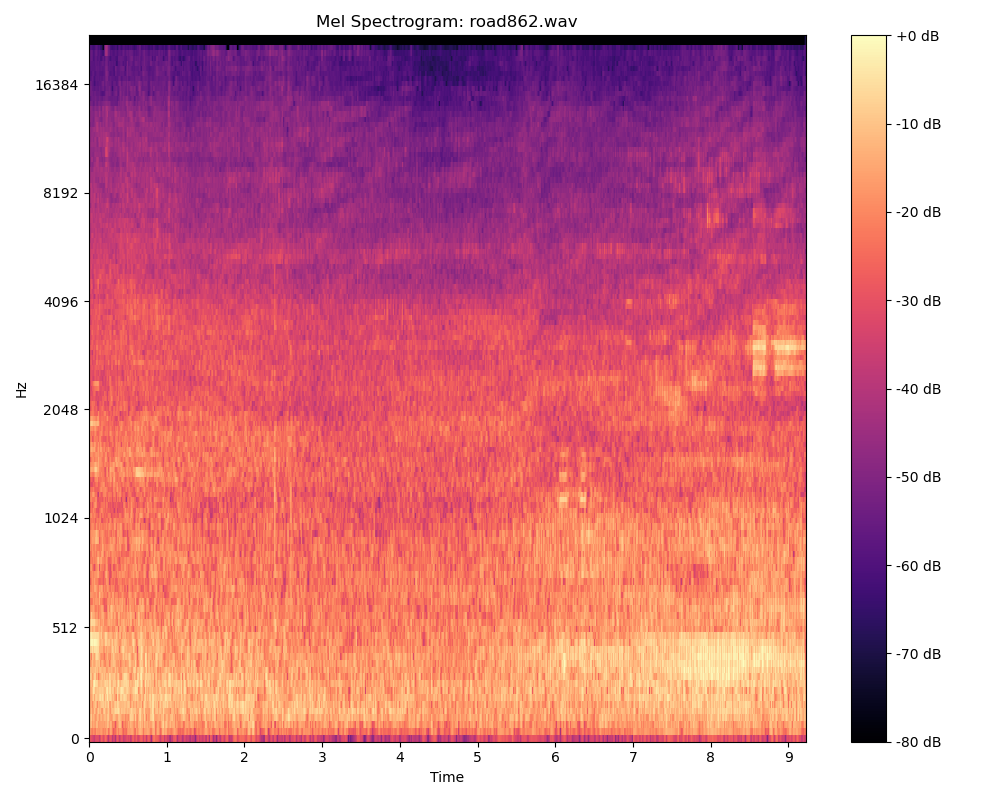 Mel Spectrogram: road862.wav
Hz
16384
8192
4096
2048
1024
512
0
0 1 2 3 4 5 6 7 8 9
Time
+0 dB
-10 dB
-20 dB
-30 dB
-40 dB
-50 dB
-60 dB
-70 dB
-80 dB